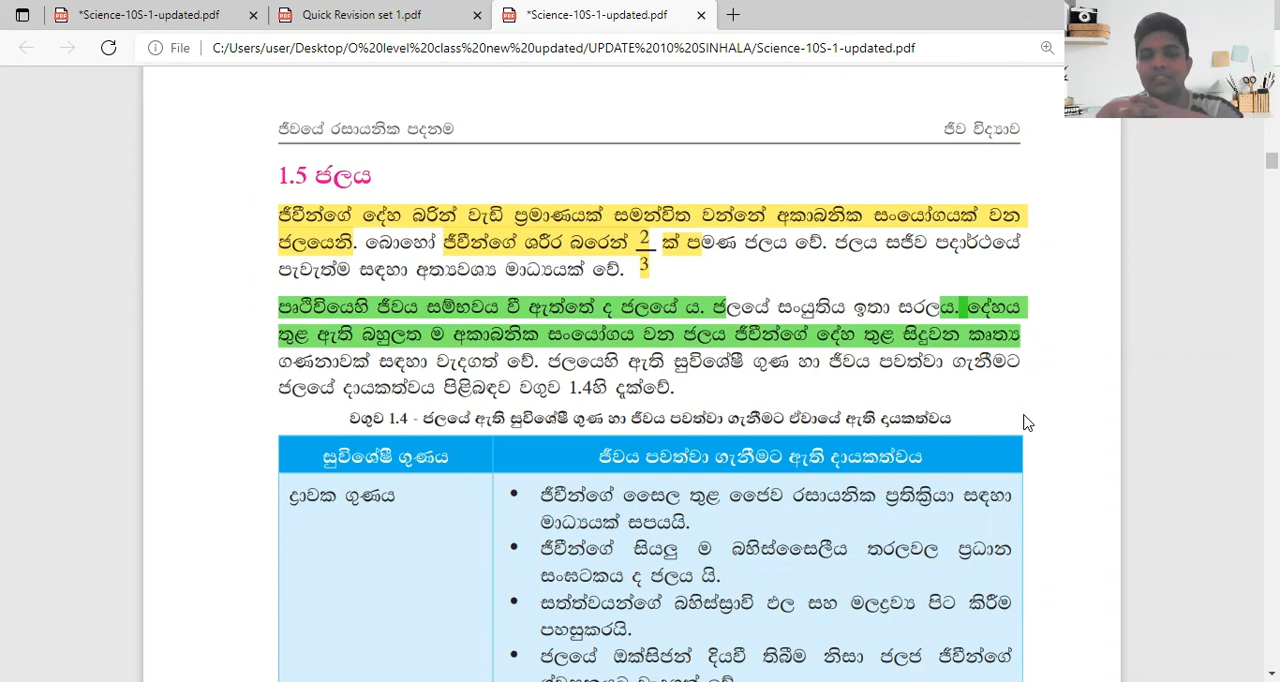 *Science-10S-1-updated.pdf
Quick Revision set 1.pdf
*Science-10S-1-updated.pdf
File
C:/Users/user/Desktop/O%20level%20class%20new%20updated/UPDATE%2010%20SINHALA/Science-10S-1-updated.pdf
ජීවයේ රසායනික පදනම
ජීව විද්‍යාව
1.5 ජලය
ජීවීන්ගේ දේහ බරින් වැඩි ප්‍රමාණයක් සමන්විත වන්නේ අකාබනික සංයෝගයක් වන
ජලයෙනි. බොහෝ ජීවීන්ගේ ශරීර බරෙන් 2/3 ක් පමණ ජලය වේ. ජලය සජීව පදාර්ථයේ
පැවැත්ම සඳහා අත්‍යවශ්‍ය මාධ්‍යයක් වේ.
පෘථිවියෙහි ජීවය සම්භවය වී ඇත්තේ ද ජලයේ ය. ජලයේ සංයුතිය ඉතා සරලය. දේහය
තුළ ඇති බහුලත ම අකාබනික සංයෝගය වන ජලය ජීවීන්ගේ දේහ තුළ සිදුවන කෘත්‍ය
ගණනාවක් සඳහා වැදගත් වේ. ජලයෙහි ඇති සුවිශේෂී ගුණ හා ජීවය පවත්වා ගැනීමට
ජලයේ දායකත්වය පිළිබඳව වගුව 1.4හි දැක්වේ.
වගුව 1.4 - ජලයේ ඇති සුවිශේෂී ගුණ හා ජීවය පවත්වා ගැනීමට ඒවායේ ඇති දායකත්වය
සුවිශේෂී ගුණය
ජීවය පවත්වා ගැනීමට ඇති දායකත්වය
ද්‍රාවක ගුණය
• ජීවීන්ගේ සෛල තුළ ජෛව රසායනික ප්‍රතික්‍රියා සඳහා
මාධ්‍යයක් සපයයි.
• ජීවීන්ගේ සියලු ම බහිස්සෛලීය තරලවල ප්‍රධාන
සංඝටකය ද ජලය යි.
• සත්ත්වයන්ගේ බහිස්ස්‍රාවි ඵල සහ මලද්‍රව්‍ය පිට කිරීම
පහසුකරයි.
• ජලයේ ඔක්සිජන් දියවී තිබීම නිසා ජලජ ජීවීන්ගේ